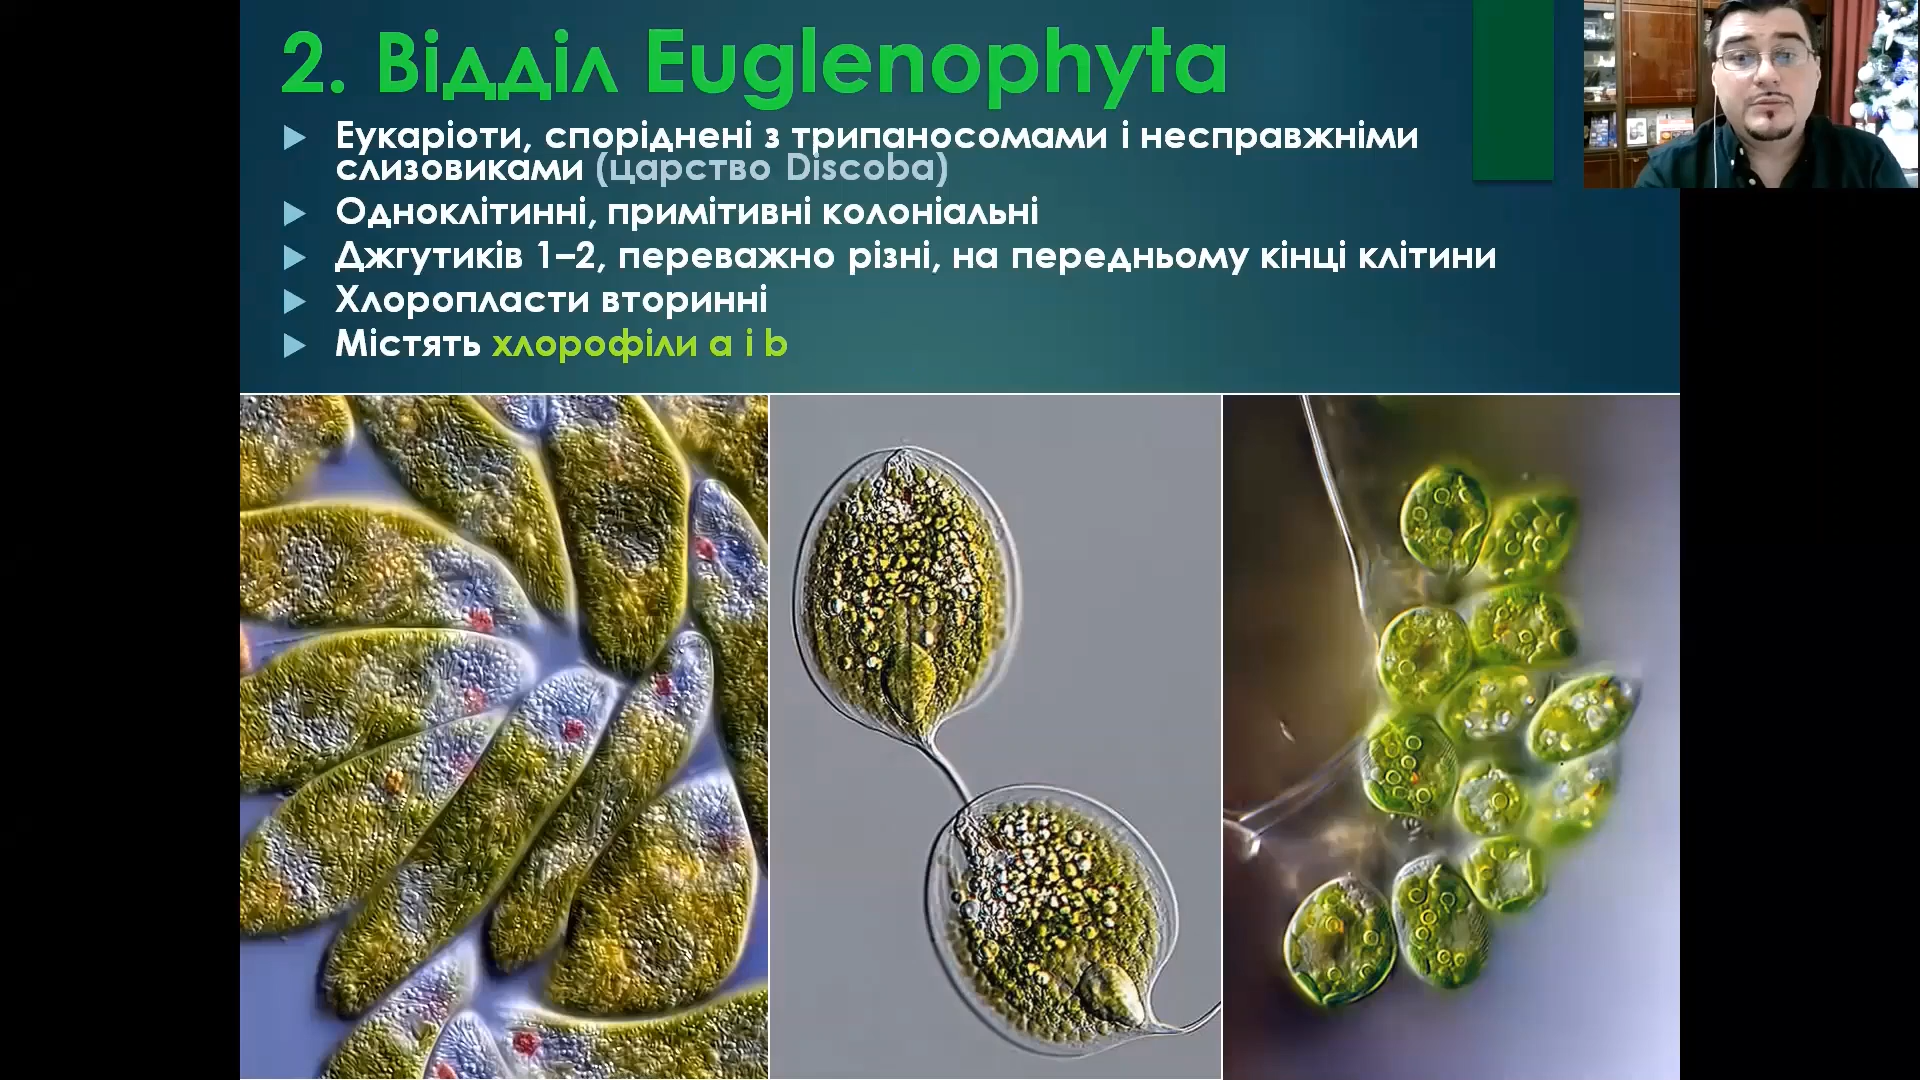 2. Відділ Euglenophyta
Еукаріоти, споріднені з трипаносомами і несправжніми
слизовиками (царство Discoba)
Одноклітинні, примітивні колоніальні
Джгутиків 1–2, переважно різні, на передньому кінці клітини
Хлоропласти вторинні
Містять хлорофіли a і b